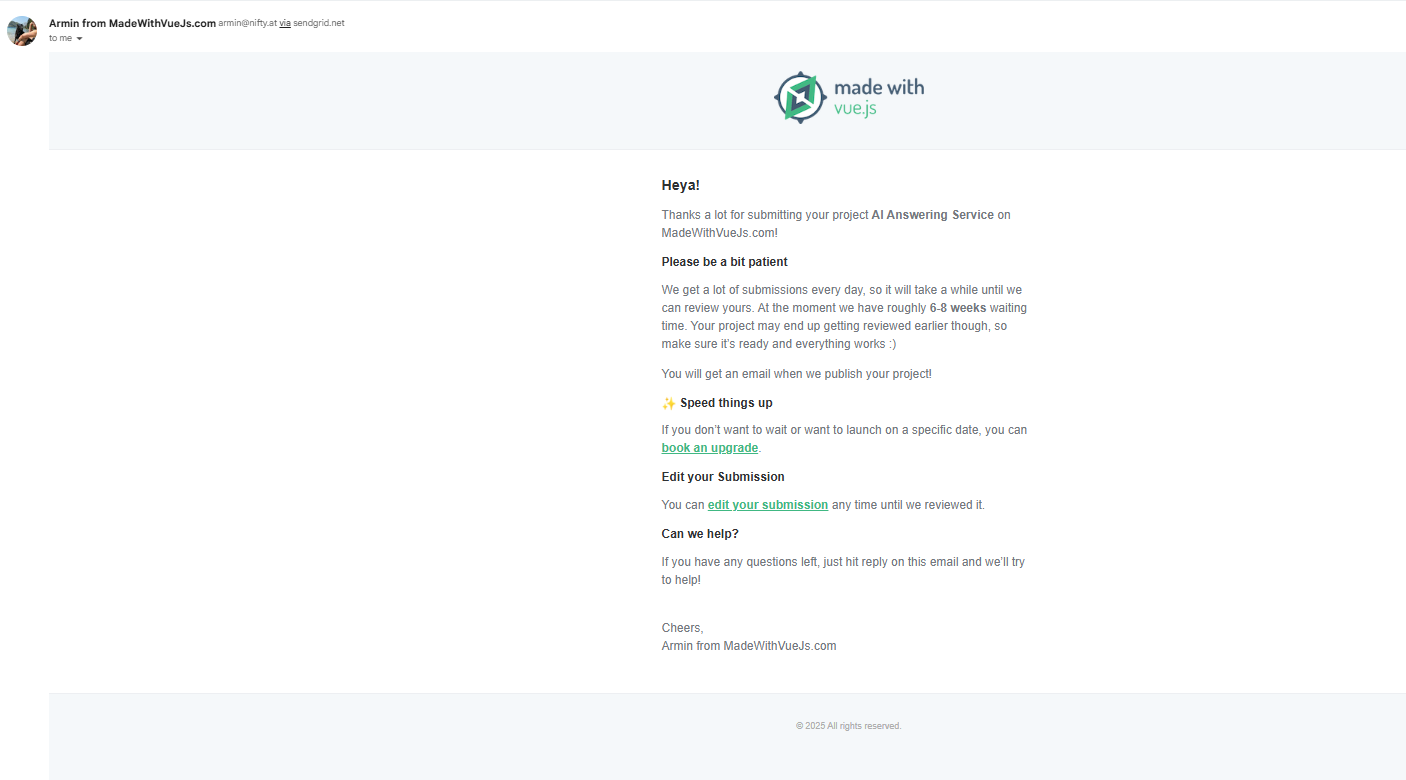 Armin from MadeWithVueJs.com armin@nifty.at via sendgrid.net
to me
made with
vue.js
Heya!
Thanks a lot for submitting your project AI Answering Service on
MadeWithVueJs.com!
Please be a bit patient
We get a lot of submissions every day, so it will take a while until we
can review yours. At the moment we have roughly 6-8 weeks waiting
time. Your project may end up getting reviewed earlier though, so
make sure it's ready and everything works :)
You will get an email when we publish your project!
✨ Speed things up
If you don't want to wait or want to launch on a specific date, you can
book an upgrade.
Edit your Submission
You can edit your submission any time until we reviewed it.
Can we help?
If you have any questions left, just hit reply on this email and we'll try
to help!
Cheers,
Armin from MadeWithVueJs.com
© 2025 All rights reserved.